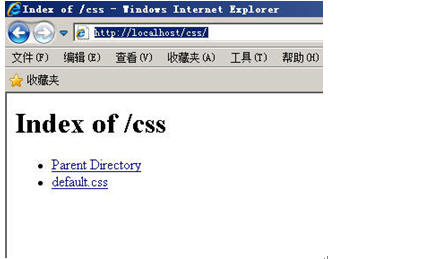 Index of /css - Windows Internet Explorer
http://localhost/css/
文件(F) 编辑(E) 查看(V) 收藏夹(A) 工具(T) 帮助(H)
收藏夹
Index of /css
Parent Directory
default.css